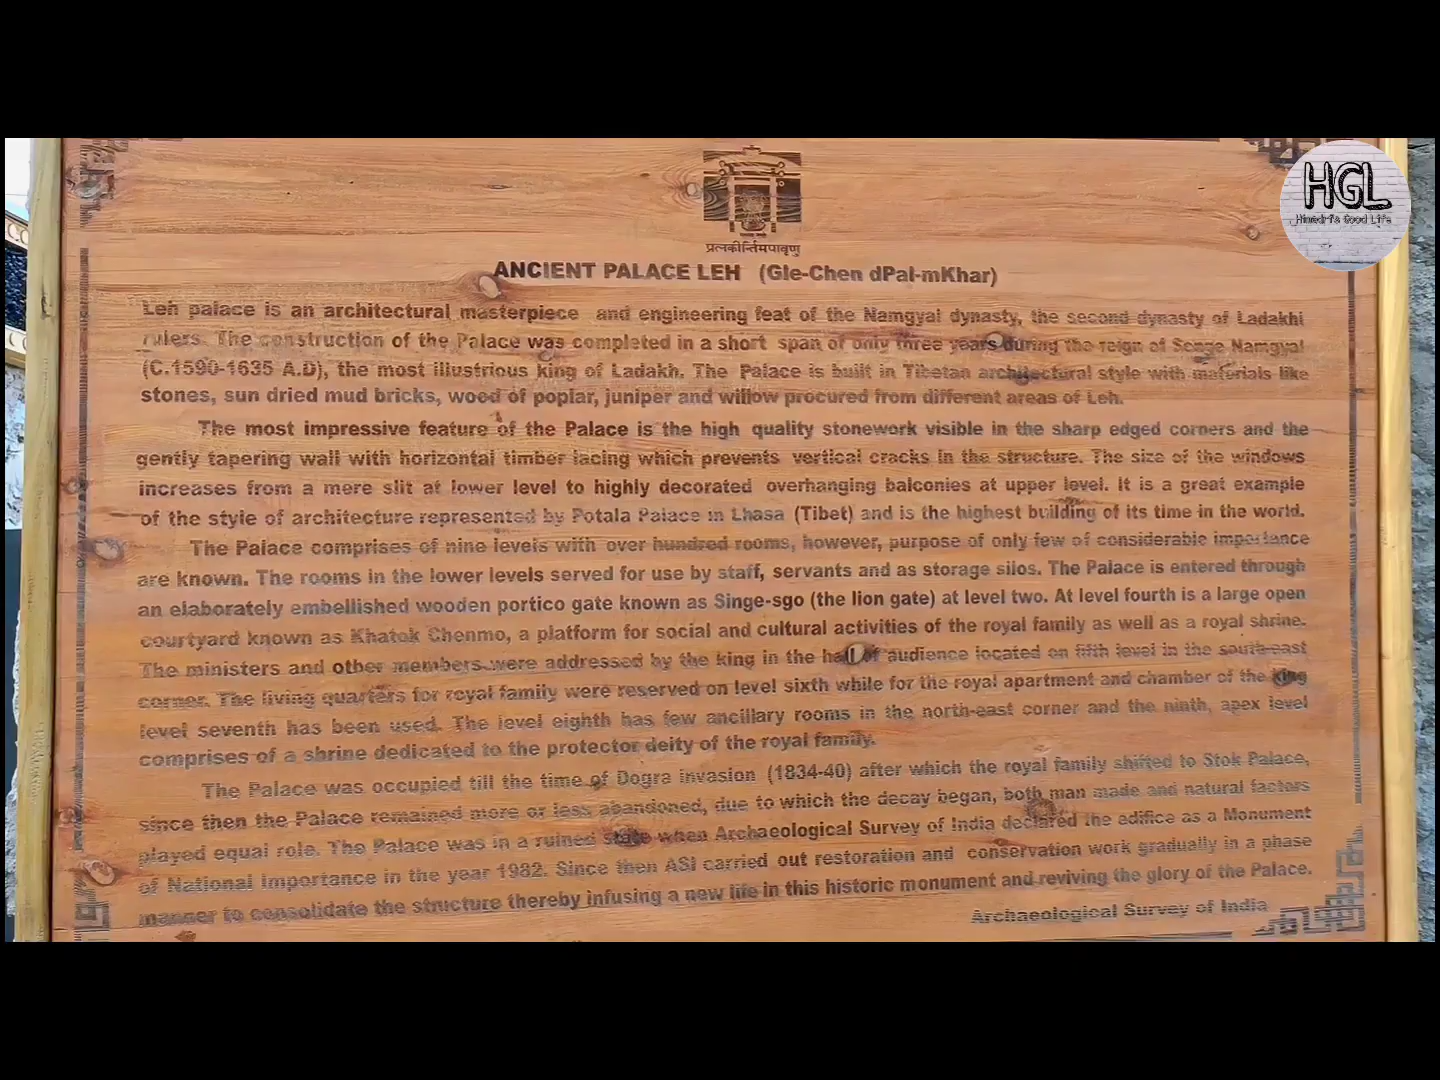 HGL
Himadri's Good Life
प्रत्नकीर्तिमपावृणु
ANCIENT PALACE LEH (Gle-Chen dPal-mKhar)
Leh palace is an architectural masterpiece and engineering feat of the Namgyal dynasty, the second dynasty of Ladakhi
rulers. The construction of the Palace was completed in a short span of only three years during the reign of Senge Namgyal
(C.1590-1635 A.D), the most illustrious king of Ladakh. The Palace is built in Tibetan architectural style with materials like
stones, sun dried mud bricks, wood of poplar, juniper and willow procured from different areas of Leh.
The most impressive feature of the Palace is the high quality stonework visible in the sharp edged corners and the
gently tapering wall with horizontal timber lacing which prevents vertical cracks in the structure. The size of the windows
increases from a mere slit at lower level to highly decorated overhanging balconies at upper level. It is a great example
of the style of architecture represented by Potala Palace in Lhasa (Tibet) and is the highest building of its time in the world.
The Palace comprises of nine levels with over hundred rooms, however, purpose of only few of considerable importance
are known. The rooms in the lower levels served for use by staff, servants and as storage silos. The Palace is entered through
an elaborately embellished wooden portico gate known as Singe-sgo (the lion gate) at level two. At level fourth is a large open
courtyard known as Khatok Chenmo, a platform for social and cultural activities of the royal family as well as a royal shrine.
The ministers and other members were addressed by the king in the hall of audience located on fifth level in the south-east
corner. The living quarters for royal family were reserved on level sixth while for the royal apartment and chamber of the king
level seventh has been used. The level eighth has few ancillary rooms in the north-east corner and the ninth, apex level
comprises of a shrine dedicated to the protector deity of the royal family.
The Palace was occupied till the time of Dogra invasion (1834-40) after which the royal family shifted to Stok Palace,
since then the Palace remained more or less abandoned, due to which the decay began, both man made and natural factors
played equal role. The Palace was in a ruined state when Archaeological Survey of India declared the edifice as a Monument
of National Importance in the year 1982. Since then ASI carried out restoration and conservation work gradually in a phase
manner to consolidate the structure thereby infusing a new life in this historic monument and reviving the glory of the Palace.
Archaeological Survey of India